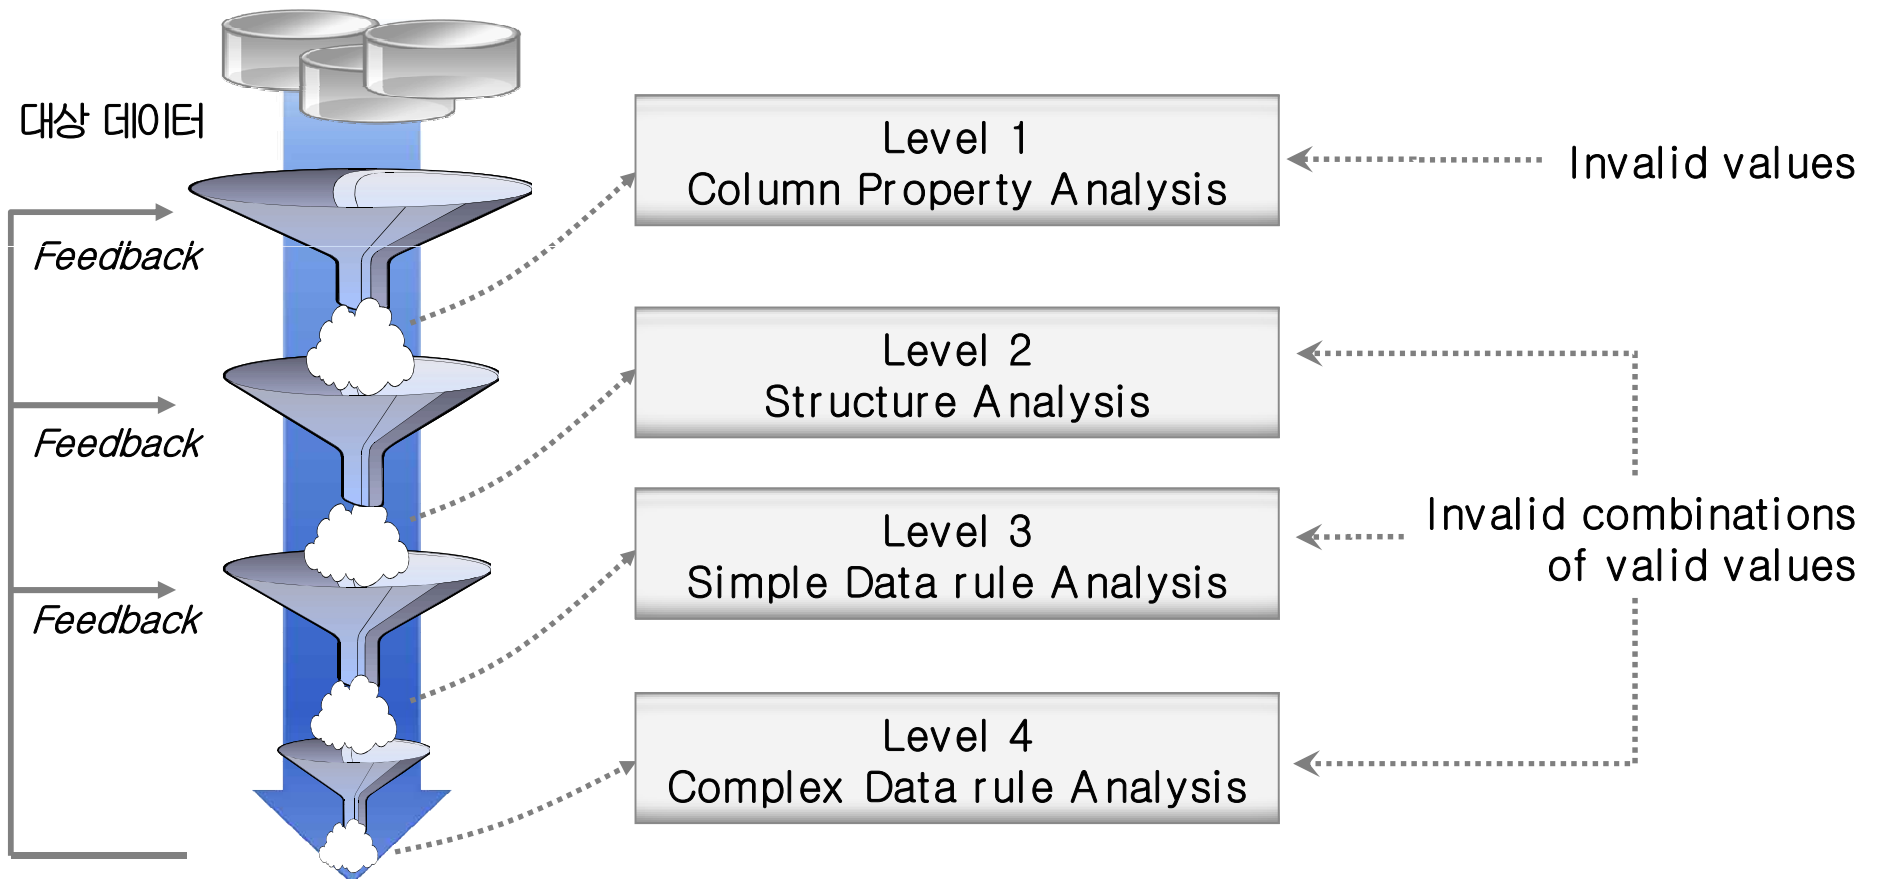 대상 데이터
Level 1
Column Property Analysis
Invalid values
Feedback
Level 2
Structure Analysis
Feedback
Level 3
Simple Data rule Analysis
Invalid combinations
of valid values
Feedback
Level 4
Complex Data rule Analysis